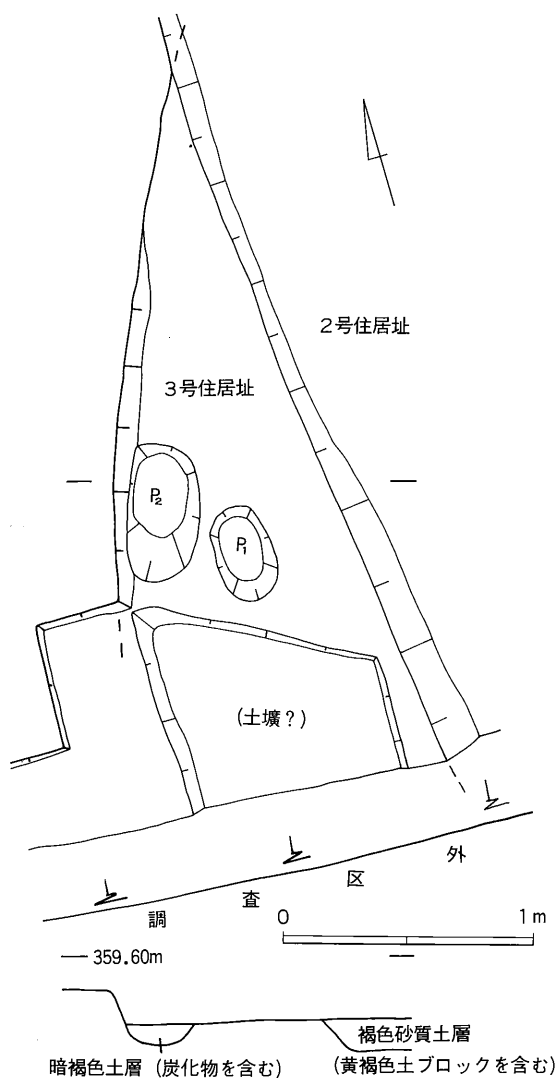 2号住居址
3号住居址
P₂
P₁
(土壙?)
調査区外
0 1m
359.60m
褐色砂質土層
暗褐色土層(炭化物を含む)
(黄褐色土ブロックを含む)